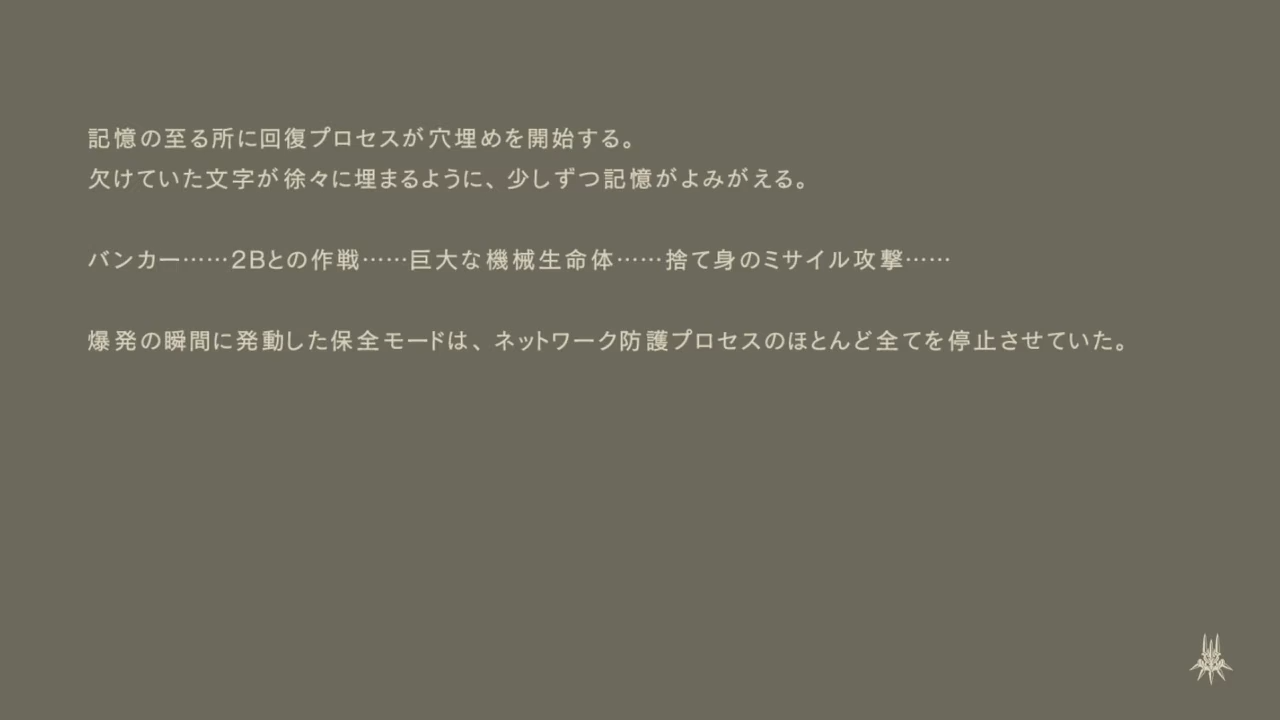 記憶の至る所に回復プロセスが穴埋めを開始する。
欠けていた文字が徐々に埋まるように、少しずつ記憶がよみがえる。
バンカー……2Bとの作戦……巨大な機械生命体……捨て身のミサイル攻撃……
爆発の瞬間に発動した保全モードは、ネットワーク防護プロセスのほとんど全てを停止させていた。